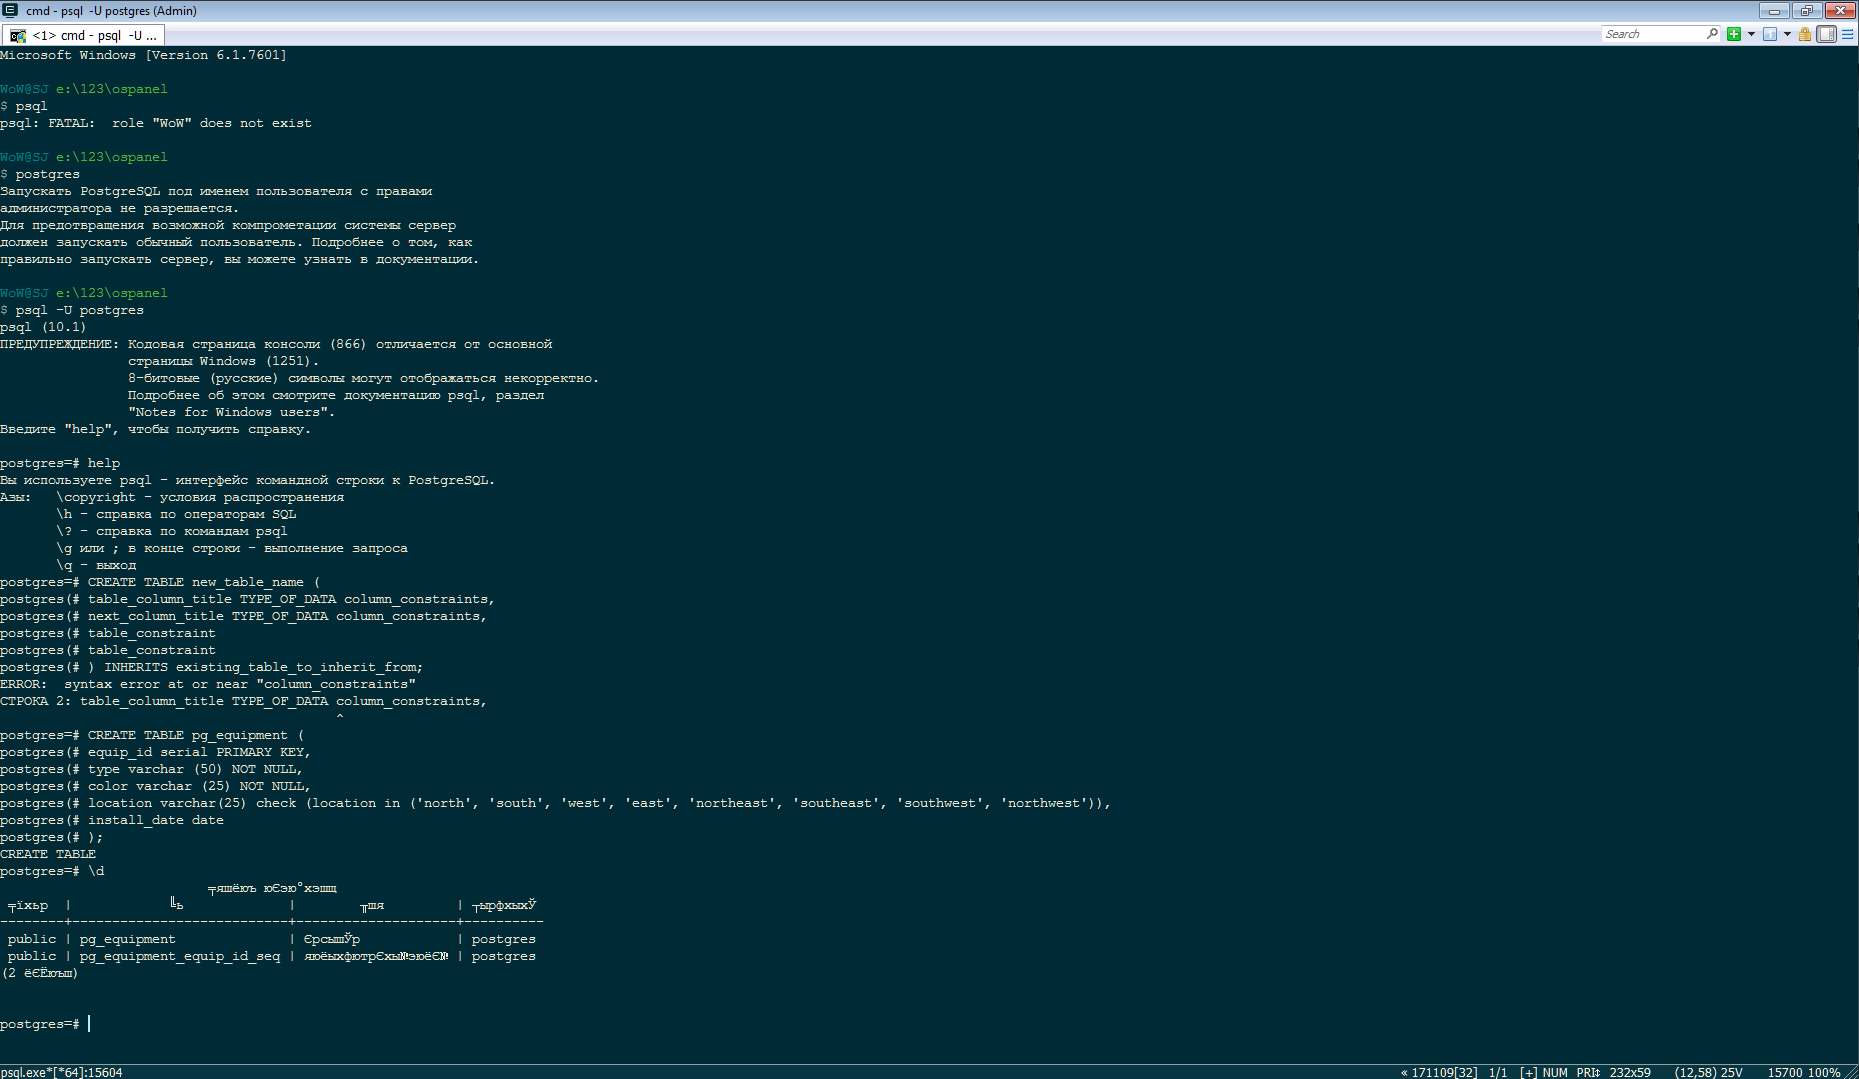 cmd - psql  -U postgres (Admin)
<1> cmd - psql  -U ...
Search
Microsoft Windows [Version 6.1.7601]
WoW@SJ e:\123\ospanel
$ psql
psql: FATAL:  role "WoW" does not exist
WoW@SJ e:\123\ospanel
$ postgres
Запускать PostgreSQL под именем пользователя с правами
администратора не разрешается.
Для предотвращения возможной компрометации системы сервер
должен запускать обычный пользователь. Подробнее о том, как
правильно запускать сервер, вы можете узнать в документации.
WoW@SJ e:\123\ospanel
$ psql -U postgres
psql (10.1)
ПРЕДУПРЕЖДЕНИЕ: Кодовая страница консоли (866) отличается от основной
страницы Windows (1251).
8-битовые (русские) символы могут отображаться некорректно.
Подробнее об этом смотрите документацию psql, раздел
"Notes for Windows users".
Введите "help", чтобы получить справку.
postgres=# help
Вы используете psql - интерфейс командной строки к PostgreSQL.
Азы:   \copyright - условия распространения
\h - справка по операторам SQL
\? - справка по командам psql
\g или ; в конце строки - выполнение запроса
\q - выход
postgres=# CREATE TABLE new_table_name (
postgres(# table_column_title TYPE_OF_DATA column_constraints,
postgres(# next_column_title TYPE_OF_DATA column_constraints,
postgres(# table_constraint
postgres(# table_constraint
postgres(# ) INHERITS existing_table_to_inherit_from;
ERROR:  syntax error at or near "column_constraints"
СТРОКА 2: table_column_title TYPE_OF_DATA column_constraints,
^
postgres=# CREATE TABLE pg_equipment (
postgres(# equip_id serial PRIMARY KEY,
postgres(# type varchar (50) NOT NULL,
postgres(# color varchar (25) NOT NULL,
postgres(# location varchar(25) check (location in ('north', 'south', 'west', 'east', 'northeast', 'southeast', 'southwest', 'northwest')),
postgres(# install_date date
postgres(# );
CREATE TABLE
postgres=# \d
╤яшёюъ юЄэю°хэшщ
╤їхьр  |            ╚ь             |        ╥шя         | ┬ырфхыхЎ
--------+---------------------------+--------------------+----------
public | pg_equipment              | ЄрсышЎр            | postgres
public | pg_equipment_equip_id_seq | яюёыхфютрЄхы№эюёЄ№ | postgres
(2 ёЄЁюъш)
postgres=#
psql.exe*[*64]:15604
« 171109[32]  1/1  [+] NUM  PRI‡  232x59  (12,58) 25V  15700 100%